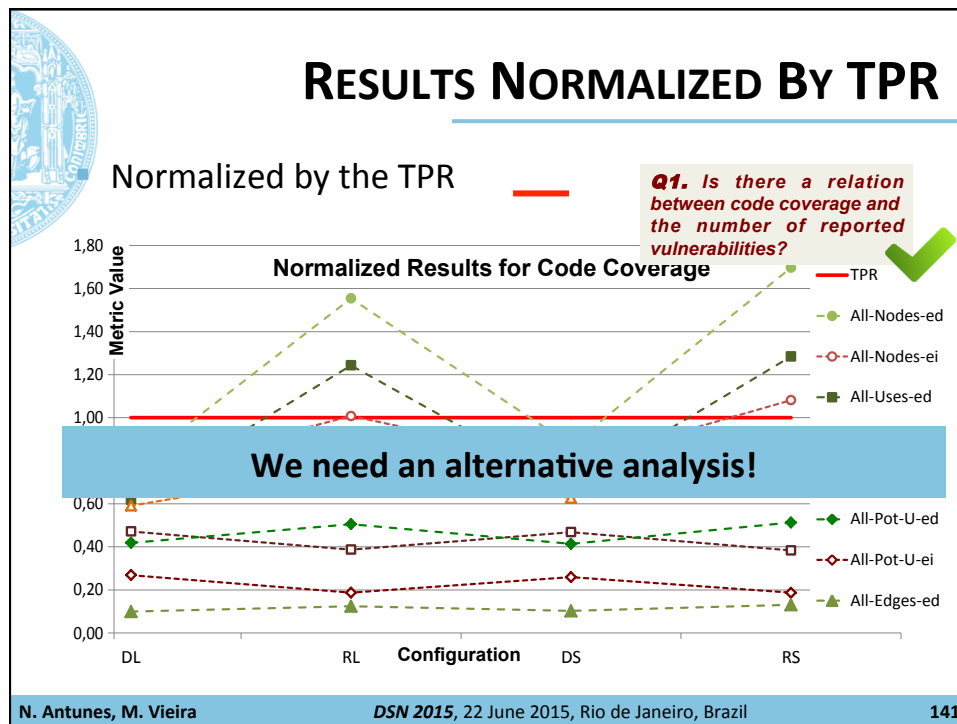 RESULTS NORMALIZED BY TPR
Normalized by the TPR
Q1. Is there a relation
between code coverage and
the number of reported
vulnerabilities?
Normalized Results for Code Coverage
Metric Value
1,80
1,60
1,40
1,20
1,00
0,60
0,40
0,20
0,00
TPR
All-Nodes-ed
All-Nodes-ei
All-Uses-ed
We need an alternative analysis!
All-Pot-U-ed
All-Pot-U-ei
All-Edges-ed
DL
RL
DS
RS
Configuration
N. Antunes, M. Vieira
DSN 2015, 22 June 2015, Rio de Janeiro, Brazil
141